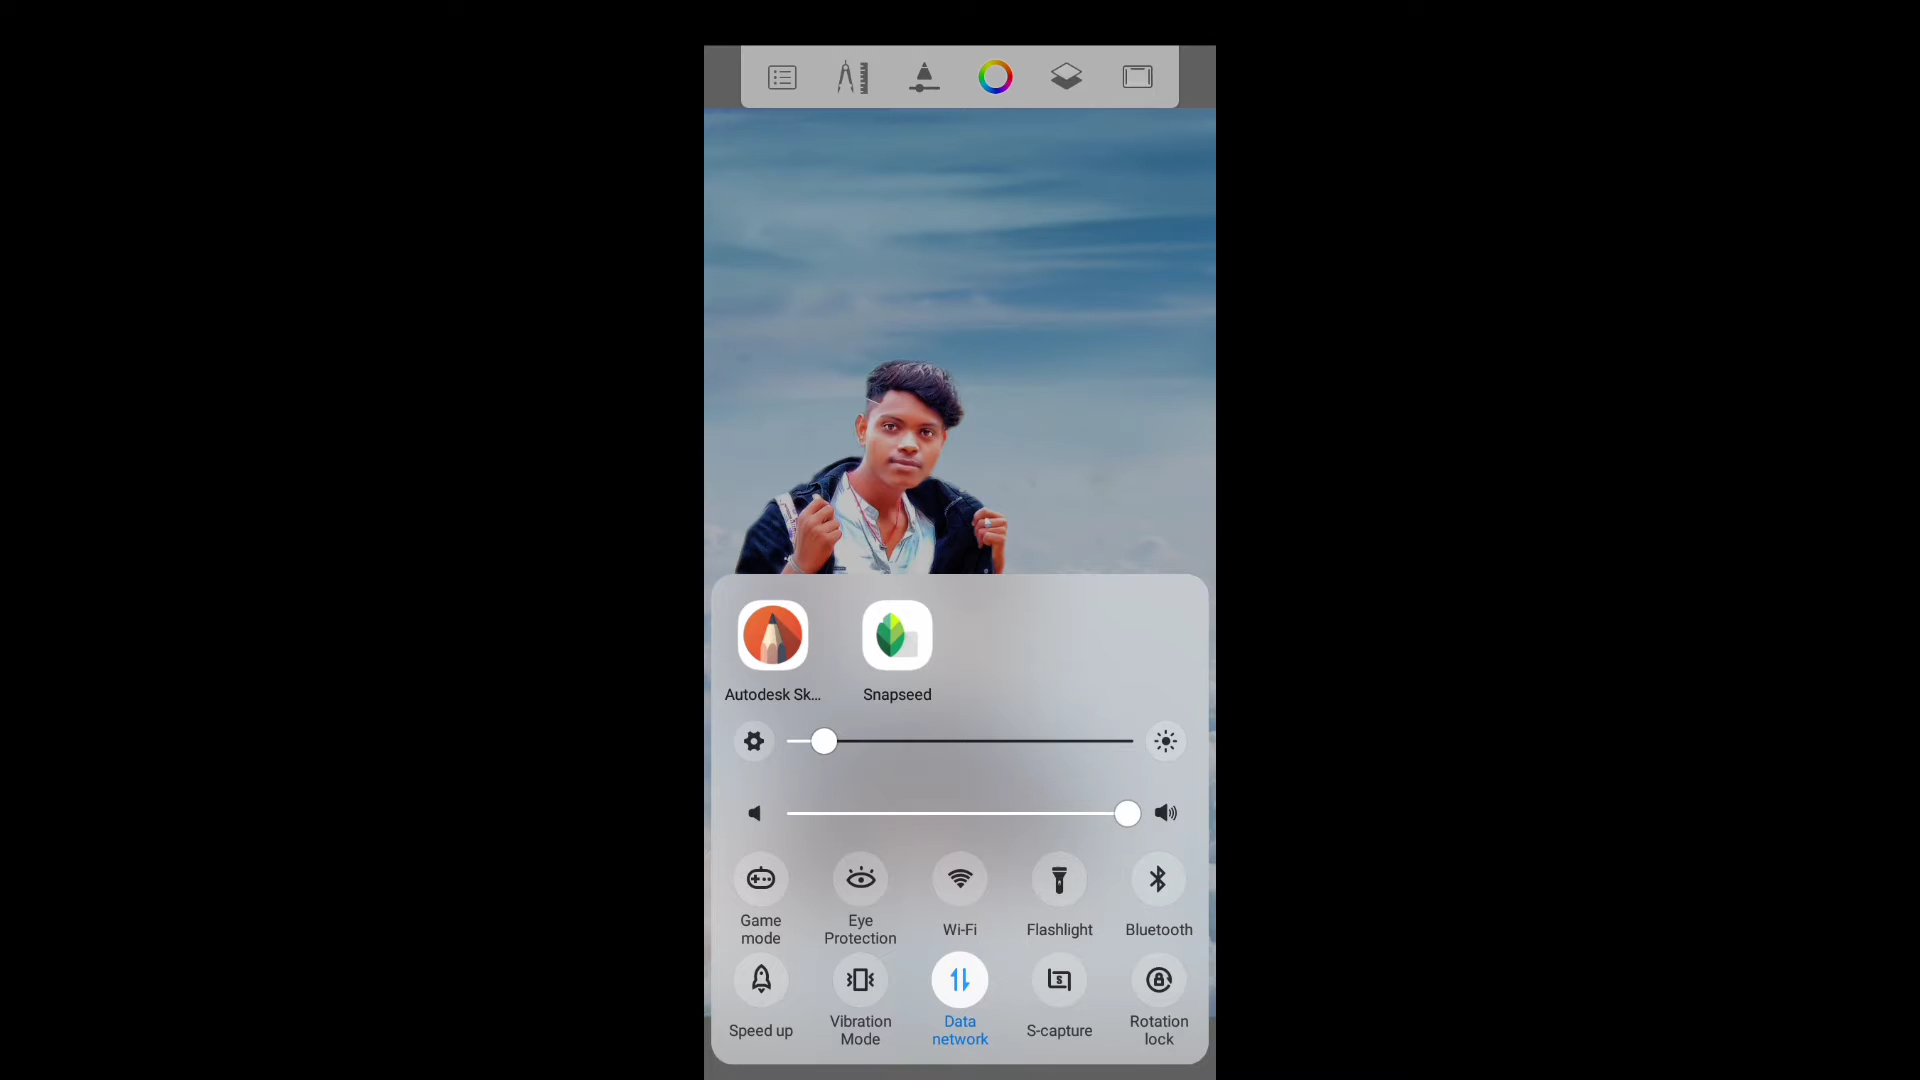 Autodesk Sk...
Snapseed
Game mode
Eye Protection
Wi-Fi
Flashlight
Bluetooth
Speed up
Vibration Mode
Data network
S-capture
Rotation lock